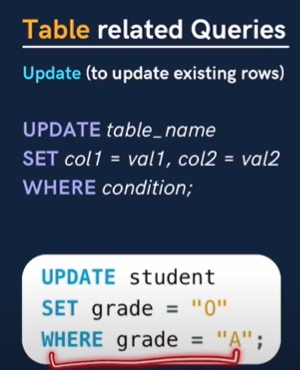 Table related Queries
Update (to update existing rows)
UPDATE table_name
SET col1 = val1, col2 = val2
WHERE condition;
UPDATE student
SET grade = "O"
WHERE grade = "A";